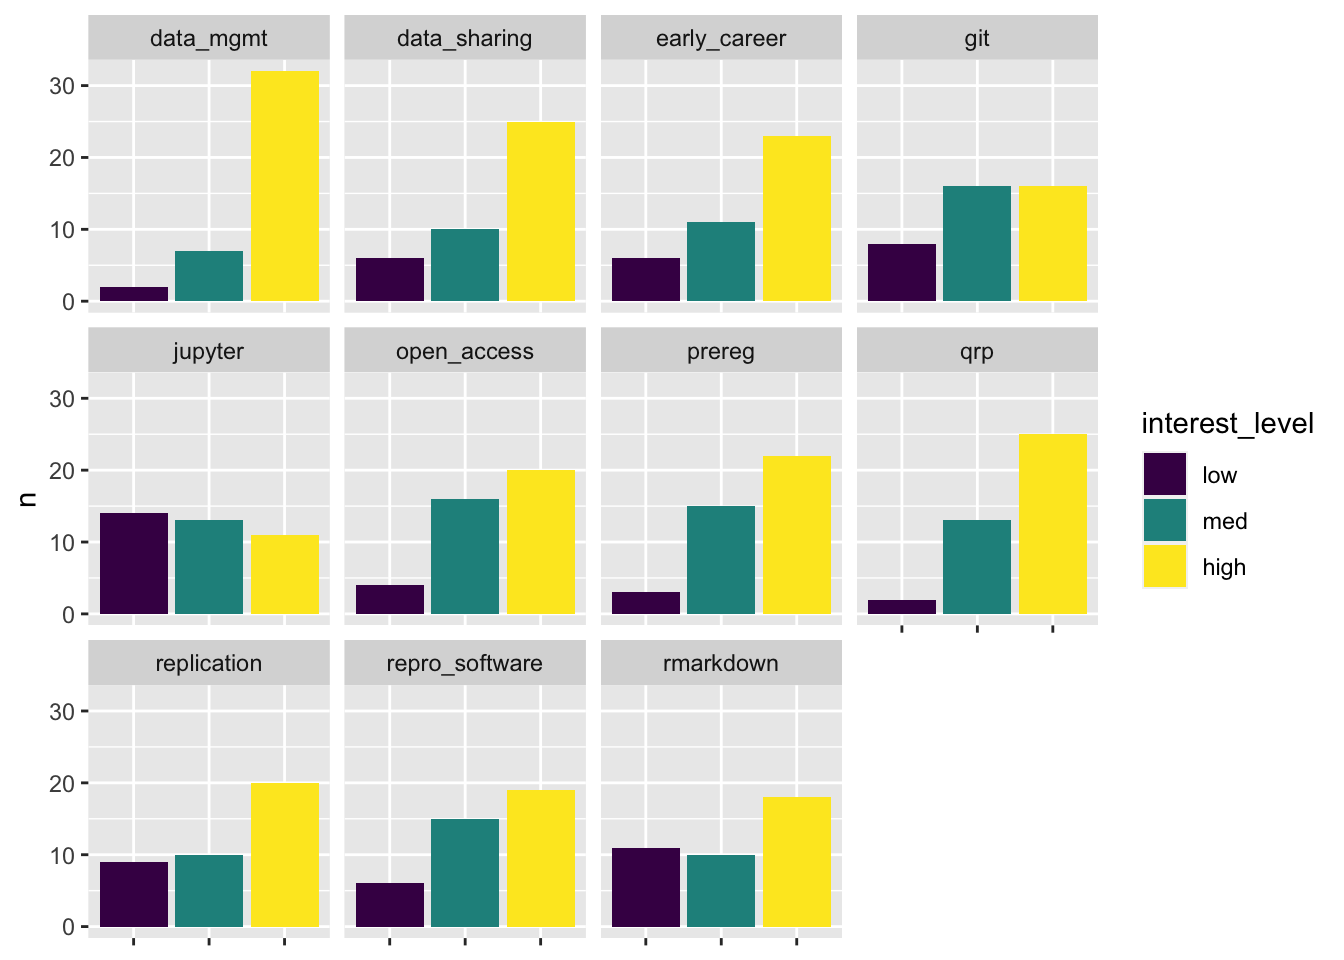 data_mgmt data_sharing early_career git
30
20
10
0
jupyter open_access prereg qrp
30
20
10
0
n
interest_level
low
med
high
replication repro_software rmarkdown
30
20
10
0